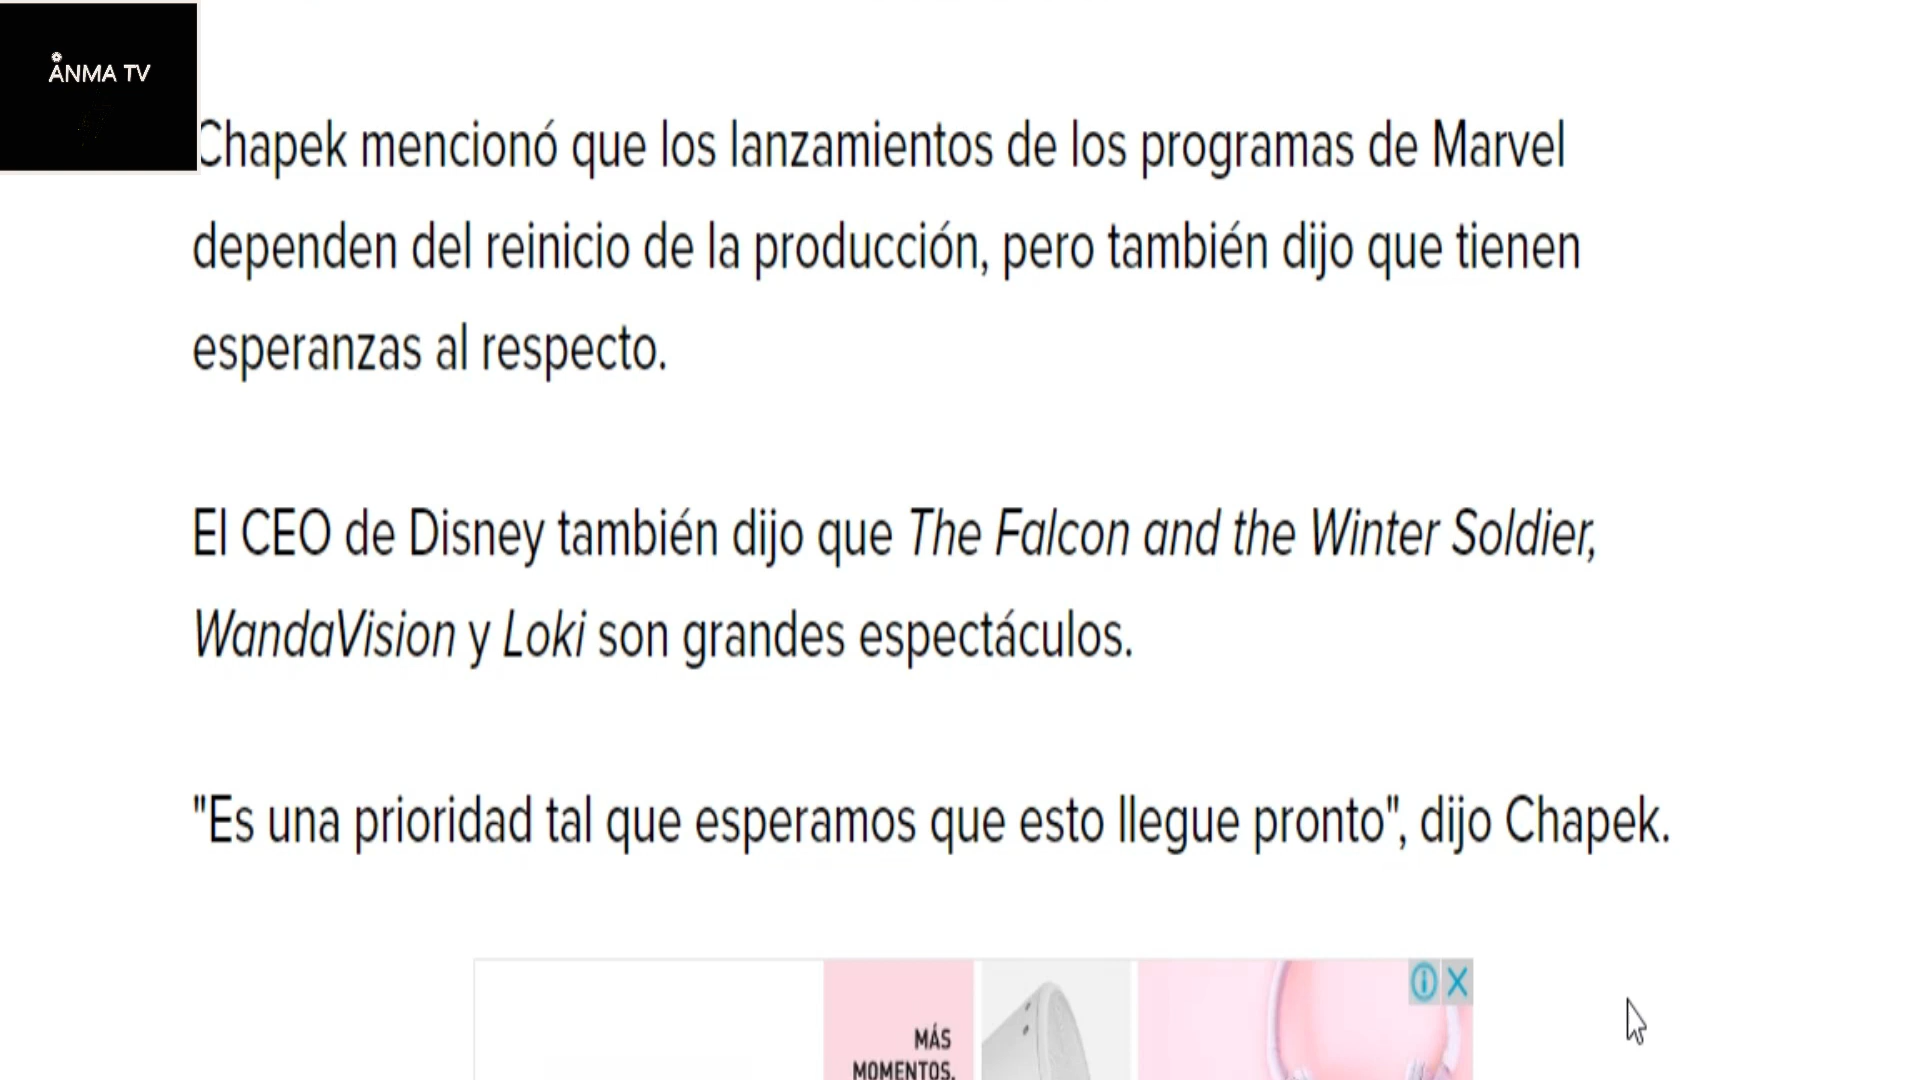 ÅNMA TV
Chapek mencionó que los lanzamientos de los programas de Marvel
dependen del reinicio de la producción, pero también dijo que tienen
esperanzas al respecto.
El CEO de Disney también dijo que The Falcon and the Winter Soldier,
WandaVision y Loki son grandes espectáculos.
"Es una prioridad tal que esperamos que esto llegue pronto", dijo Chapek.
MÁS
MOMENTOS.